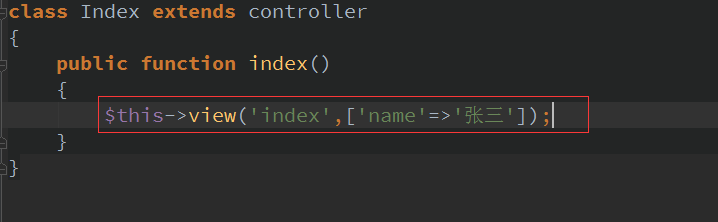 class Index extends controller
{
    public function index()
    {
        $this->view('index',['name'=>'张三']);
    }
}